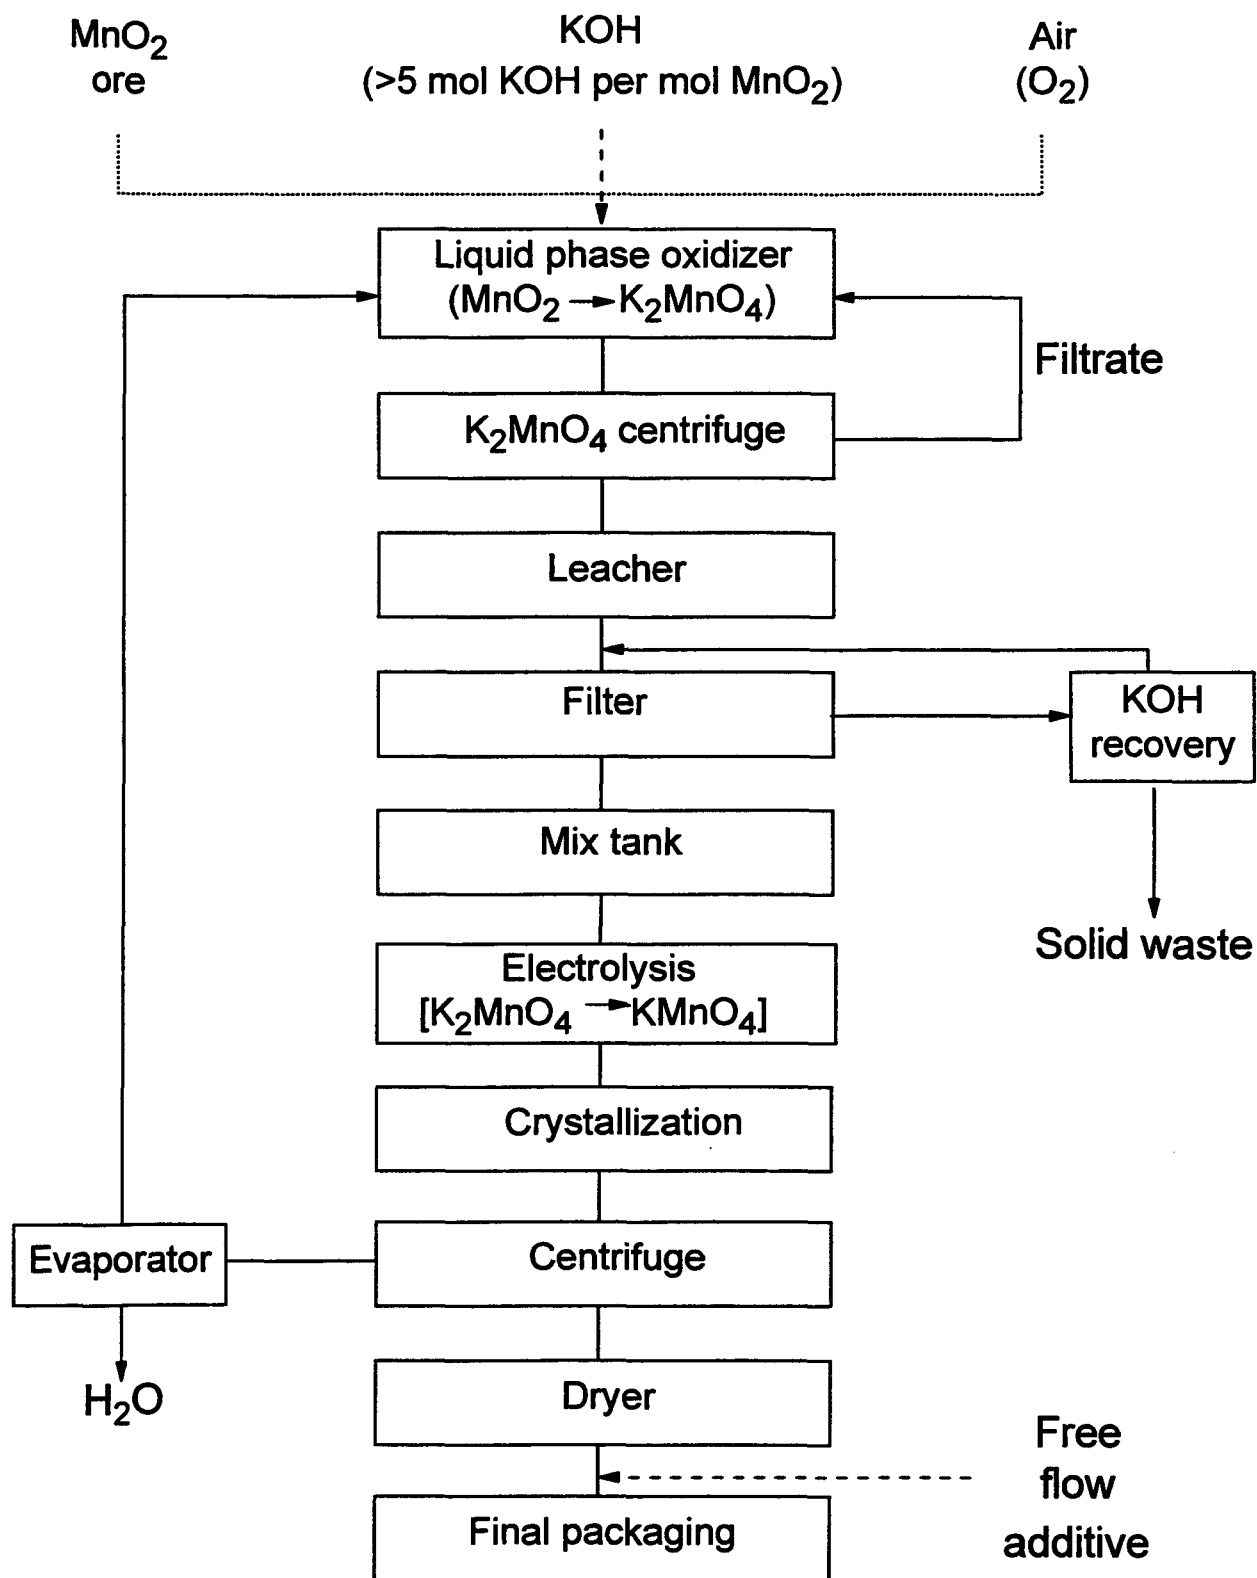 MnO2
ore
KOH
(>5 mol KOH per mol MnO2)
Air
(O2)
Liquid phase oxidizer
(MnO2 → K2MnO4)
Filtrate
K2MnO4 centrifuge
Leacher
Filter
KOH
recovery
Mix tank
Solid waste
Electrolysis
[K2MnO4 → KMnO4]
Crystallization
Evaporator
Centrifuge
H2O
Dryer
Free
flow
additive
Final packaging